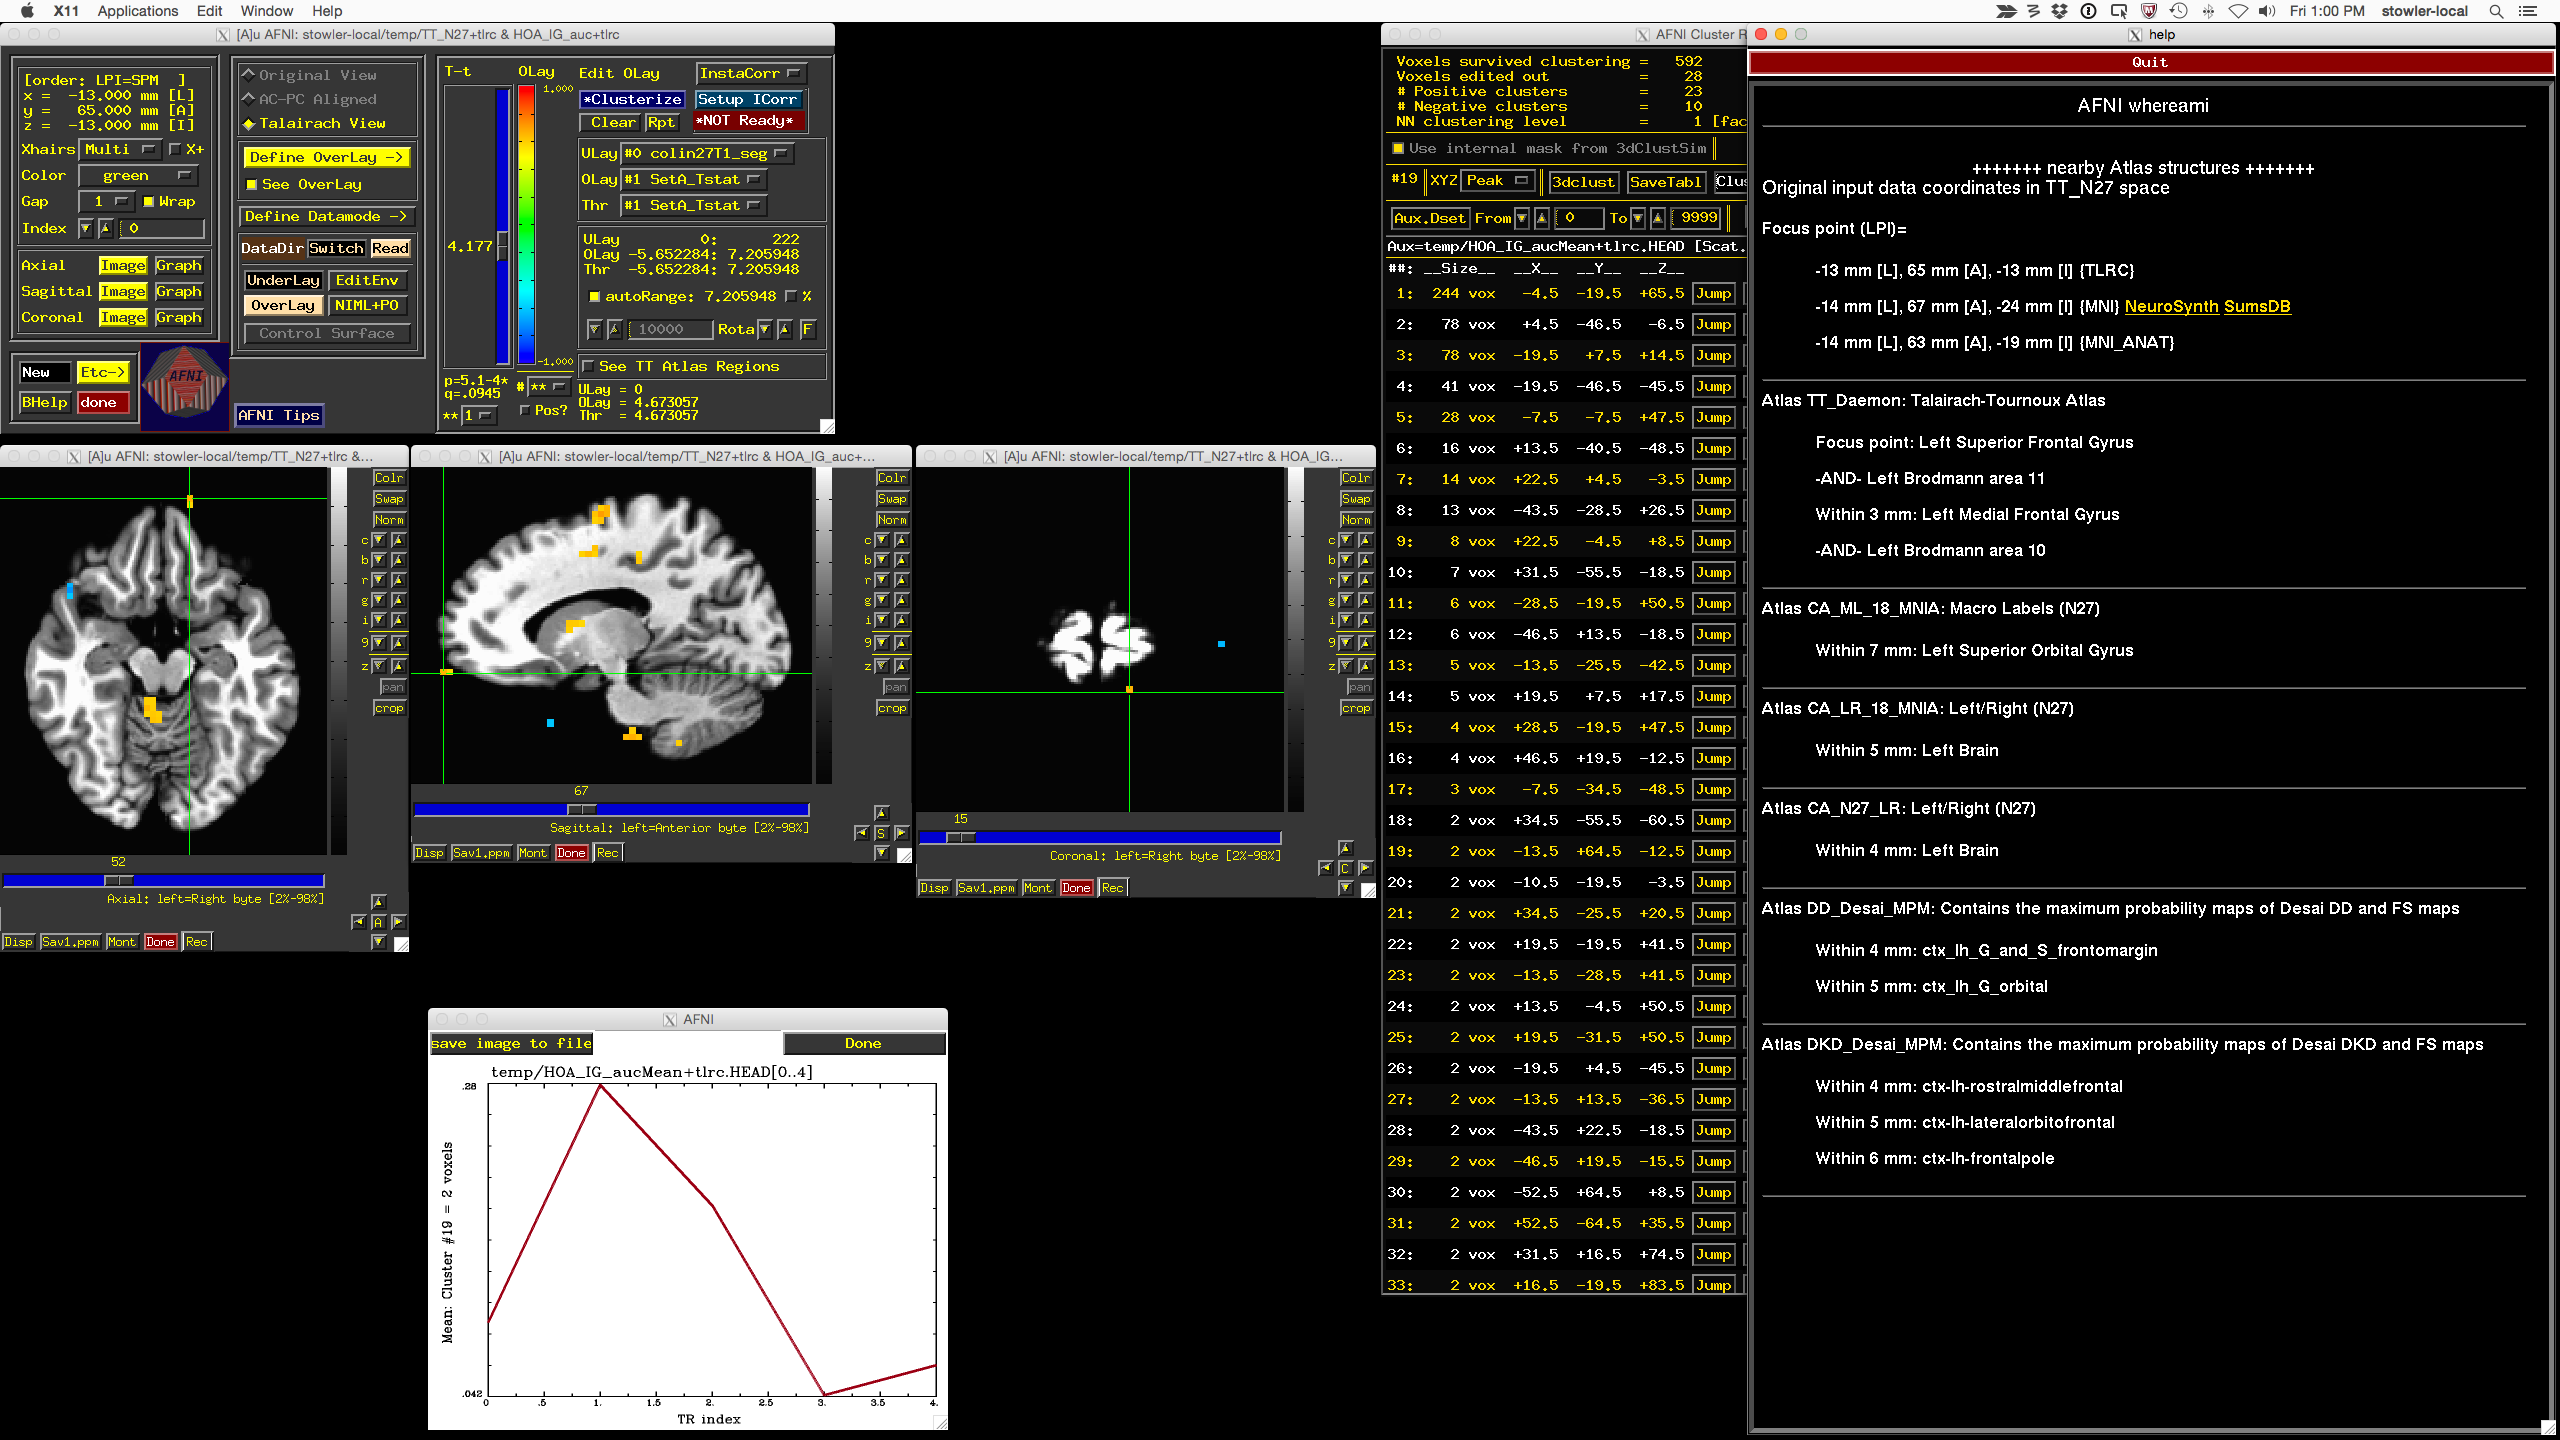 X11 Applications Edit Window Help
Fri 1:00 PM stowler-local
[A]u AFNI: stowler-local/temp/TT_N27+tlrc & HOA_IG_auc+tlrc
[order: LPI=SPM ]
x = -13.000 mm [L]
y = 65.000 mm [A]
z = -13.000 mm [I]
Xhairs Multi X+
Color green
Gap 1 Wrap
Index 0
Axial Image Graph
Sagittal Image Graph
Coronal Image Graph
New Etc->
BHelp done
AFNI
AFNI Tips
Original View
AC-PC Aligned
Talairach View
Define OverLay ->
See OverLay
Define Datamode ->
DataDir Switch Read
UnderLay EditEnv
OverLay NIML+PO
Control Surface
T-t
4.177
p=5.1-4*
q=.0945
** 1
OLay
1.000
-1.000
# **
Pos?
Edit OLay InstaCorr
*Clusterize Setup ICorr
Clear Rpt *NOT Ready*
ULay #0 colin27T1_seg
OLay #1 SetA_Tstat
Thr #1 SetA_Tstat
ULay 0: 222
OLay -5.652284: 7.205948
Thr -5.652284: 7.205948
autoRange: 7.205948 %
10000 Rota F
See TT Atlas Regions
ULay = 0
OLay = 4.673057
Thr = 4.673057
[A]u AFNI: stowler-local/temp/TT_N27+tlrc &...
Colr
Swap
Norm
c
b
r
g
i
9
z
pan
crop
52
Axial: left=Right byte [2%-98%]
A
Disp Sav1.ppm Mont Done Rec
[A]u AFNI: stowler-local/temp/TT_N27+tlrc & HOA_IG_auc+...
Colr
Swap
Norm
c
b
r
g
i
9
z
pan
crop
67
Sagittal: left=Anterior byte [2%-98%]
S
Disp Sav1.ppm Mont Done Rec
[A]u AFNI: stowler-local/temp/TT_N27+tlrc & HOA_IG...
Colr
Swap
Norm
c
b
r
g
i
9
z
pan
crop
15
Coronal: left=Right byte [2%-98%]
C
Disp Sav1.ppm Mont Done Rec
AFNI
save image to file Done
temp/HOA_IG_aucMean+tlrc.HEAD[0..4]
.28
Mean: Cluster #19 = 2 voxels
.042
0 .5 1. 1.5 2. 2.5 3. 3.5 4.
TR index
AFNI Cluster R
Voxels survived clustering = 592
Voxels edited out = 28
# Positive clusters = 23
# Negative clusters = 10
NN clustering level = 1 [fac
Use internal mask from 3dClustSim
#19 XYZ Peak 3dclust SaveTabl Clus
Aux.Dset From 0 To 9999
Aux=temp/HOA_IG_aucMean+tlrc.HEAD [Scat.
##: __Size__ __X__ __Y__ __Z__
1: 244 vox -4.5 -19.5 +65.5 Jump
2: 78 vox +4.5 -46.5 -6.5 Jump
3: 78 vox -19.5 +7.5 +14.5 Jump
4: 41 vox -19.5 -46.5 -45.5 Jump
5: 28 vox -7.5 -7.5 +47.5 Jump
6: 16 vox +13.5 -40.5 -48.5 Jump
7: 14 vox +22.5 +4.5 -3.5 Jump
8: 13 vox -43.5 -28.5 +26.5 Jump
9: 8 vox +22.5 -4.5 +8.5 Jump
10: 7 vox +31.5 -55.5 -18.5 Jump
11: 6 vox -28.5 -19.5 +50.5 Jump
12: 6 vox -46.5 +13.5 -18.5 Jump
13: 5 vox -13.5 -25.5 -42.5 Jump
14: 5 vox +19.5 +7.5 +17.5 Jump
15: 4 vox +28.5 -19.5 +47.5 Jump
16: 4 vox +46.5 +19.5 -12.5 Jump
17: 3 vox -7.5 -34.5 -48.5 Jump
18: 2 vox +34.5 -55.5 -60.5 Jump
19: 2 vox -13.5 +64.5 -12.5 Jump
20: 2 vox -10.5 -19.5 -3.5 Jump
21: 2 vox +34.5 -25.5 +20.5 Jump
22: 2 vox +19.5 -19.5 +41.5 Jump
23: 2 vox -13.5 -28.5 +41.5 Jump
24: 2 vox +13.5 -4.5 +50.5 Jump
25: 2 vox +19.5 -31.5 +50.5 Jump
26: 2 vox -19.5 +4.5 -45.5 Jump
27: 2 vox -13.5 +13.5 -36.5 Jump
28: 2 vox -43.5 +22.5 -18.5 Jump
29: 2 vox -46.5 +19.5 -15.5 Jump
30: 2 vox -52.5 +64.5 +8.5 Jump
31: 2 vox +52.5 -64.5 +35.5 Jump
32: 2 vox +31.5 +16.5 +74.5 Jump
33: 2 vox +16.5 -19.5 +83.5 Jump
help
Quit
AFNI whereami
+++++++ nearby Atlas structures +++++++
Original input data coordinates in TT_N27 space
Focus point (LPI)=
-13 mm [L], 65 mm [A], -13 mm [I] {TLRC}
-14 mm [L], 67 mm [A], -24 mm [I] {MNI} NeuroSynth SumsDB
-14 mm [L], 63 mm [A], -19 mm [I] {MNI_ANAT}
Atlas TT_Daemon: Talairach-Tournoux Atlas
Focus point: Left Superior Frontal Gyrus
-AND- Left Brodmann area 11
Within 3 mm: Left Medial Frontal Gyrus
-AND- Left Brodmann area 10
Atlas CA_ML_18_MNIA: Macro Labels (N27)
Within 7 mm: Left Superior Orbital Gyrus
Atlas CA_LR_18_MNIA: Left/Right (N27)
Within 5 mm: Left Brain
Atlas CA_N27_LR: Left/Right (N27)
Within 4 mm: Left Brain
Atlas DD_Desai_MPM: Contains the maximum probability maps of Desai DD and FS maps
Within 4 mm: ctx_lh_G_and_S_frontomargin
Within 5 mm: ctx_lh_G_orbital
Atlas DKD_Desai_MPM: Contains the maximum probability maps of Desai DKD and FS maps
Within 4 mm: ctx-lh-rostralmiddlefrontal
Within 5 mm: ctx-lh-lateralorbitofrontal
Within 6 mm: ctx-lh-frontalpole